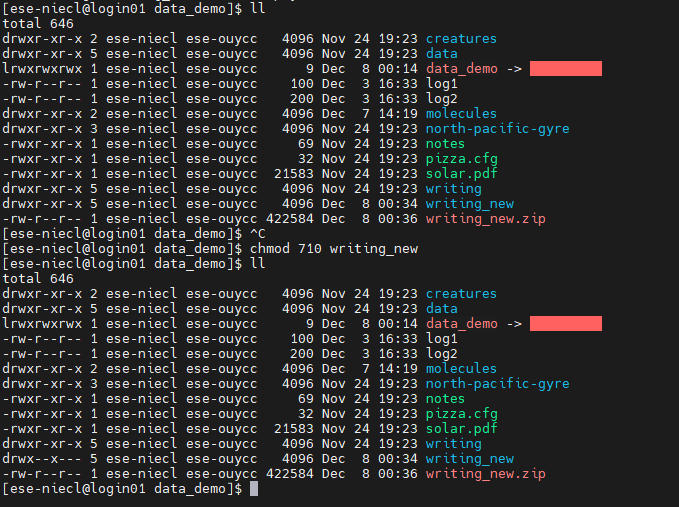 [ese-niecl@login01 data_demo]$ ll
total 646
drwxr-xr-x 2 ese-niecl ese-ouycc   4096 Nov 24 19:23 creatures
drwxr-xr-x 5 ese-niecl ese-ouycc   4096 Nov 24 19:23 data
lrwxrwxrwx 1 ese-niecl ese-ouycc      9 Dec  8 00:14 data_demo ->
-rw-r--r-- 1 ese-niecl ese-ouycc    100 Dec  3 16:33 log1
-rw-r--r-- 1 ese-niecl ese-ouycc    200 Dec  3 16:33 log2
drwxr-xr-x 2 ese-niecl ese-ouycc   4096 Dec  7 14:19 molecules
drwxr-xr-x 3 ese-niecl ese-ouycc   4096 Nov 24 19:23 north-pacific-gyre
-rwxr-xr-x 1 ese-niecl ese-ouycc     69 Nov 24 19:23 notes
-rwxr-xr-x 1 ese-niecl ese-ouycc     32 Nov 24 19:23 pizza.cfg
-rwxr-xr-x 1 ese-niecl ese-ouycc  21583 Nov 24 19:23 solar.pdf
drwxr-xr-x 5 ese-niecl ese-ouycc   4096 Nov 24 19:23 writing
drwxr-xr-x 5 ese-niecl ese-ouycc   4096 Dec  8 00:34 writing_new
-rw-r--r-- 1 ese-niecl ese-ouycc 422584 Dec  8 00:36 writing_new.zip
[ese-niecl@login01 data_demo]$ ^C
[ese-niecl@login01 data_demo]$ chmod 710 writing_new
[ese-niecl@login01 data_demo]$ ll
total 646
drwxr-xr-x 2 ese-niecl ese-ouycc   4096 Nov 24 19:23 creatures
drwxr-xr-x 5 ese-niecl ese-ouycc   4096 Nov 24 19:23 data
lrwxrwxrwx 1 ese-niecl ese-ouycc      9 Dec  8 00:14 data_demo ->
-rw-r--r-- 1 ese-niecl ese-ouycc    100 Dec  3 16:33 log1
-rw-r--r-- 1 ese-niecl ese-ouycc    200 Dec  3 16:33 log2
drwxr-xr-x 2 ese-niecl ese-ouycc   4096 Dec  7 14:19 molecules
drwxr-xr-x 3 ese-niecl ese-ouycc   4096 Nov 24 19:23 north-pacific-gyre
-rwxr-xr-x 1 ese-niecl ese-ouycc     69 Nov 24 19:23 notes
-rwxr-xr-x 1 ese-niecl ese-ouycc     32 Nov 24 19:23 pizza.cfg
-rwxr-xr-x 1 ese-niecl ese-ouycc  21583 Nov 24 19:23 solar.pdf
drwxr-xr-x 5 ese-niecl ese-ouycc   4096 Nov 24 19:23 writing
drwx--x--- 5 ese-niecl ese-ouycc   4096 Dec  8 00:34 writing_new
-rw-r--r-- 1 ese-niecl ese-ouycc 422584 Dec  8 00:36 writing_new.zip
[ese-niecl@login01 data_demo]$